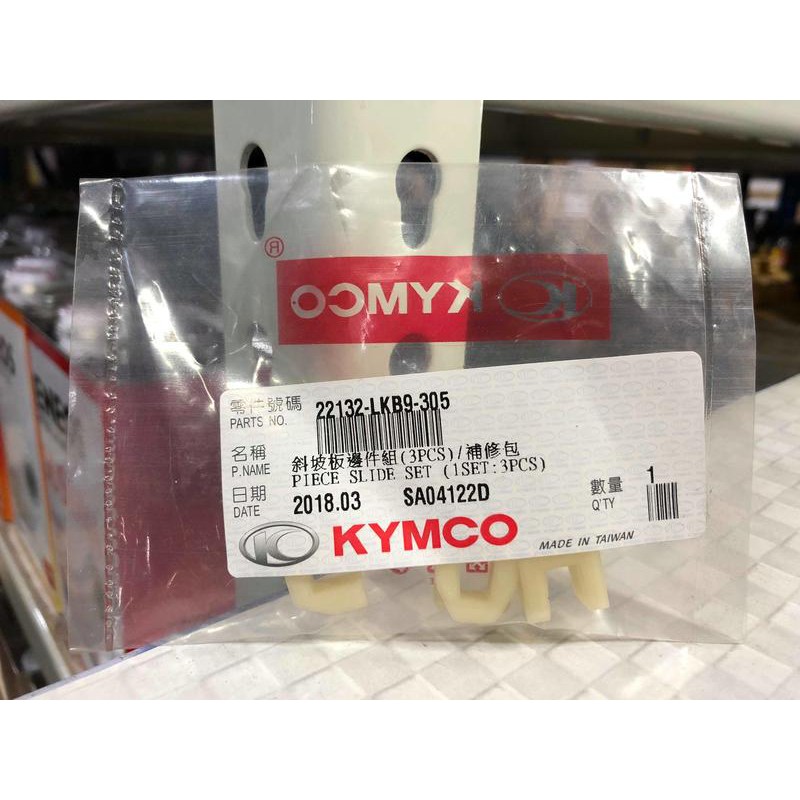 ®
KYMCO
零件號碼 22132-LKB9-305
PARTS NO.
名稱 斜坡板邊件組(3PCS)/補修包
P.NAME PIECE SLIDE SET (1SET:3PCS)
日期 2018.03 SA04122D 數量 1
DATE Q'TY
KYMCO MADE IN TAIWAN